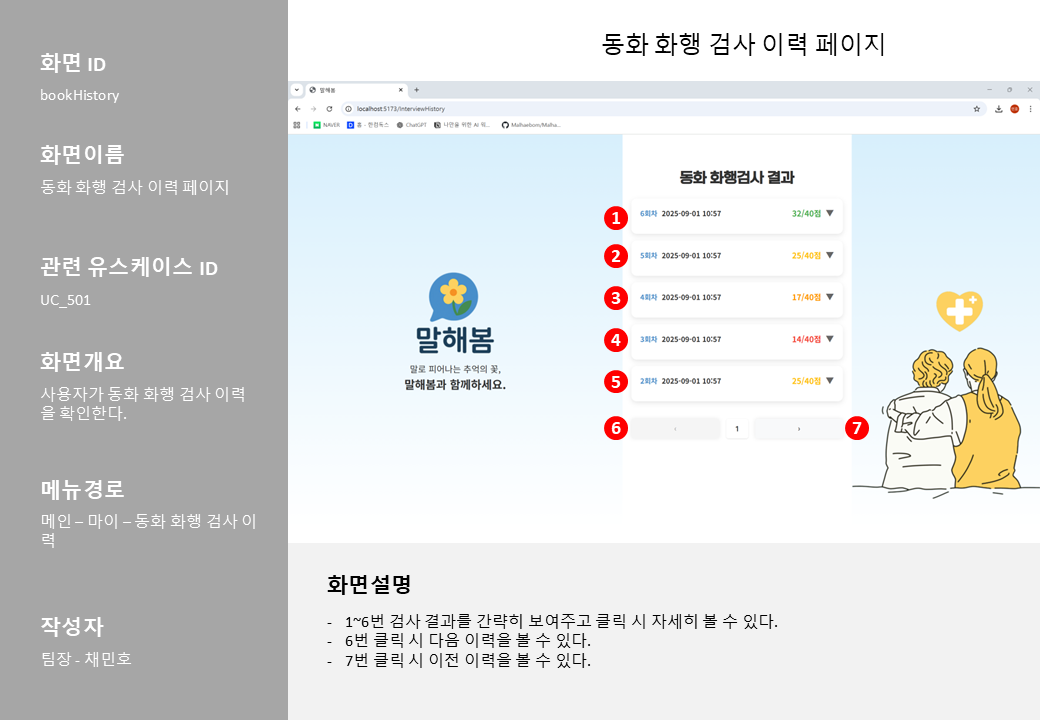 화면 ID
bookHistory
화면이름
동화 화행 검사 이력 페이지
관련 유스케이스 ID
UC_501
화면개요
사용자가 동화 화행 검사 이력
을 확인한다.
메뉴경로
메인 – 마이 – 동화 화행 검사 이
력
작성자
팀장 - 채민호
동화 화행 검사 이력 페이지
말해봄
localhost:5173/InterviewHistory
NAVER
홈 - 한컴독스
ChatGPT
나만을 위한 AI 워...
Malhaebom/Malha...
말해봄
말로 피어나는 추억의 꽃,
말해봄과 함께하세요.
동화 화행검사 결과
1 6회차 2025-09-01 10:57 32/40점 ▼
2 5회차 2025-09-01 10:57 25/40점 ▼
3 4회차 2025-09-01 10:57 17/40점 ▼
4 3회차 2025-09-01 10:57 14/40점 ▼
5 2회차 2025-09-01 10:57 25/40점 ▼
6 ‹ 1 › 7
화면설명
- 1~6번 검사 결과를 간략히 보여주고 클릭 시 자세히 볼 수 있다.
- 6번 클릭 시 다음 이력을 볼 수 있다.
- 7번 클릭 시 이전 이력을 볼 수 있다.